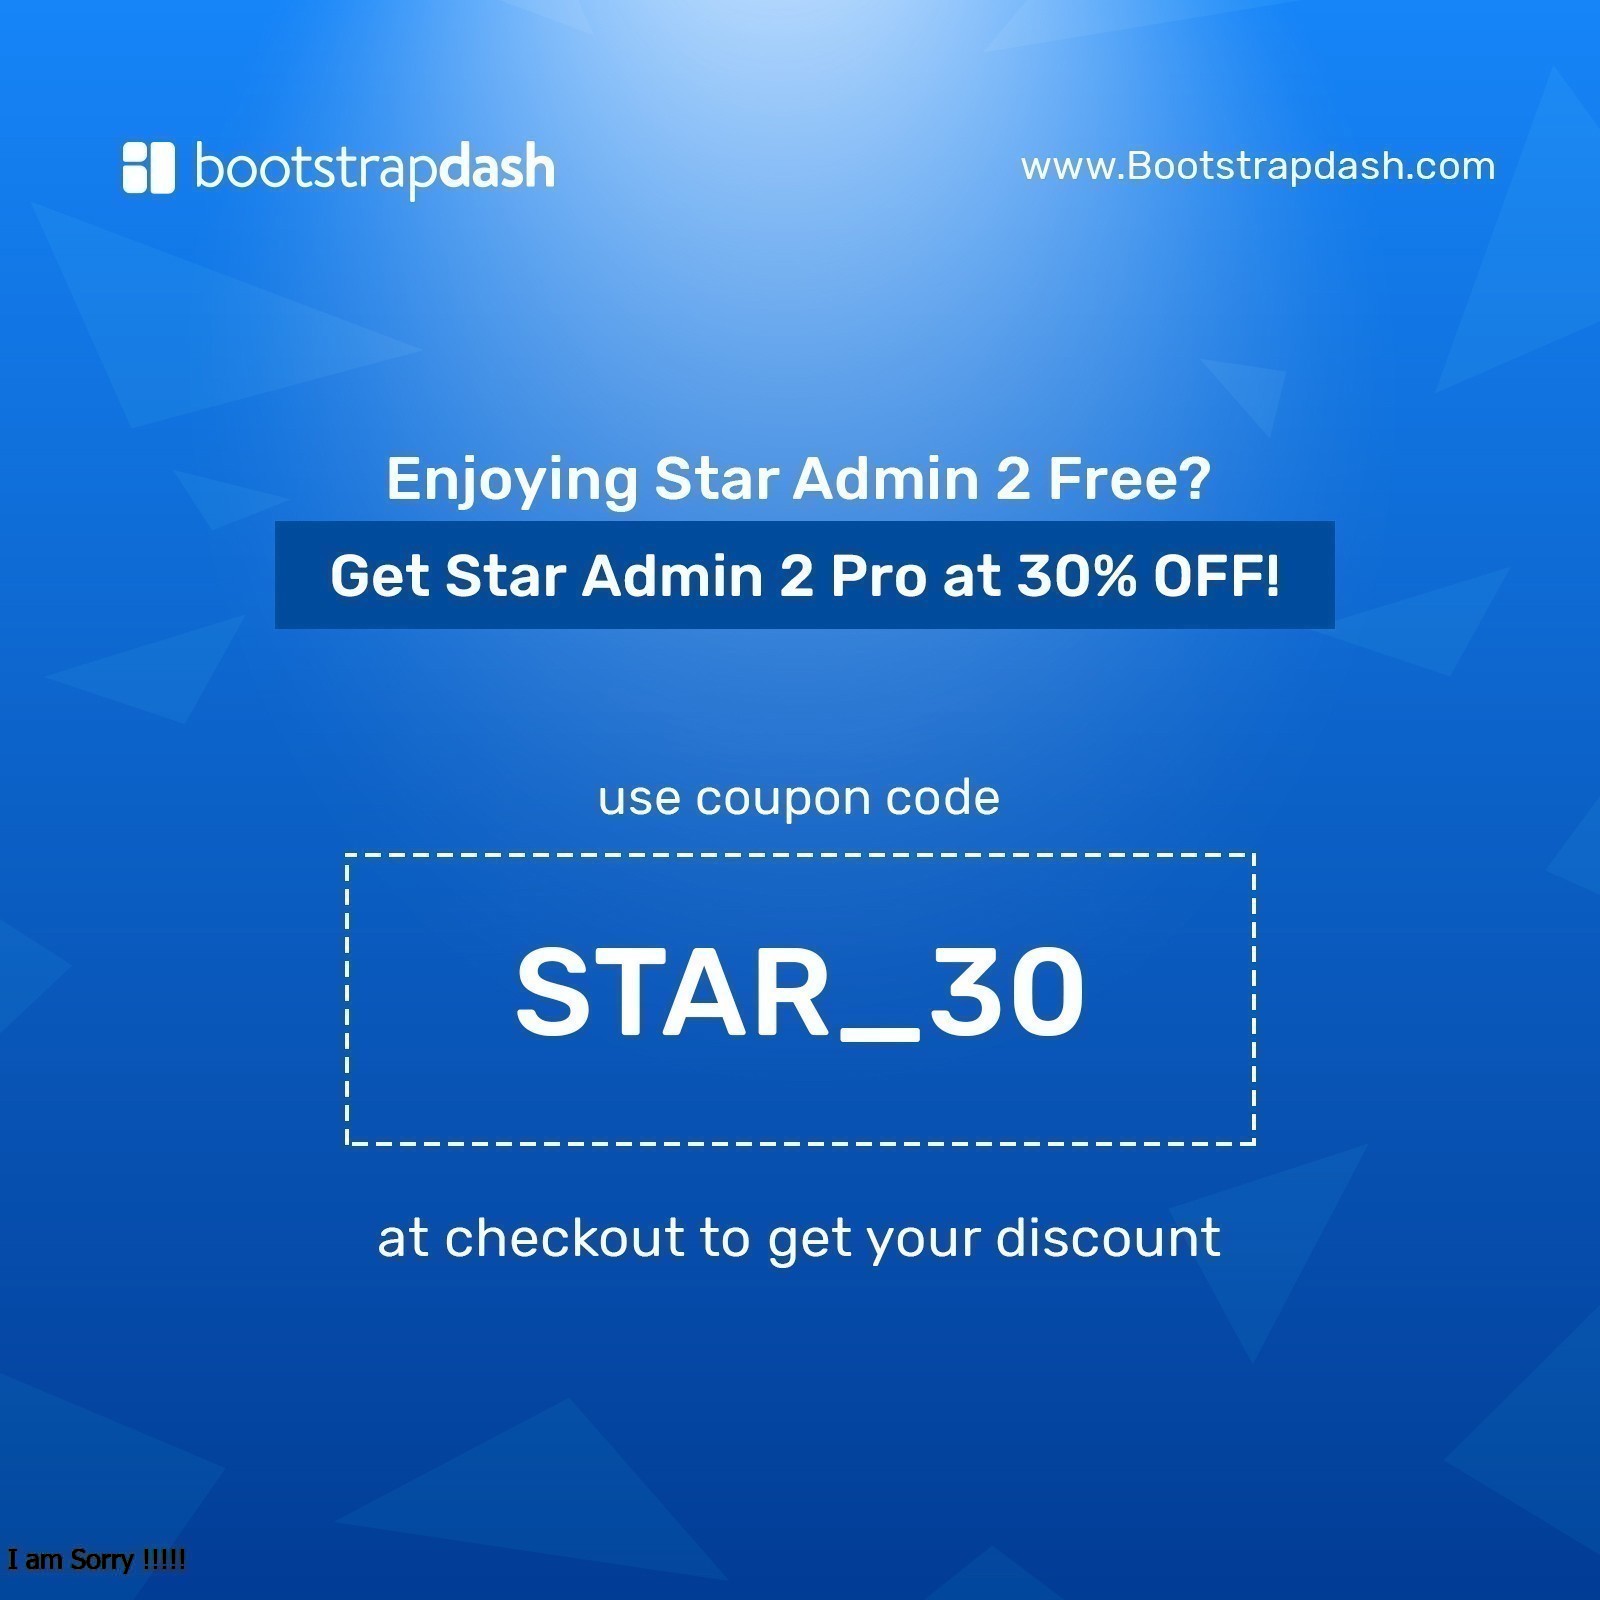 bootstrapdash
www.Bootstrapdash.com
Enjoying Star Admin 2 Free?
Get Star Admin 2 Pro at 30% OFF!
use coupon code
STAR_30
at checkout to get your discount
I am Sorry !!!!!